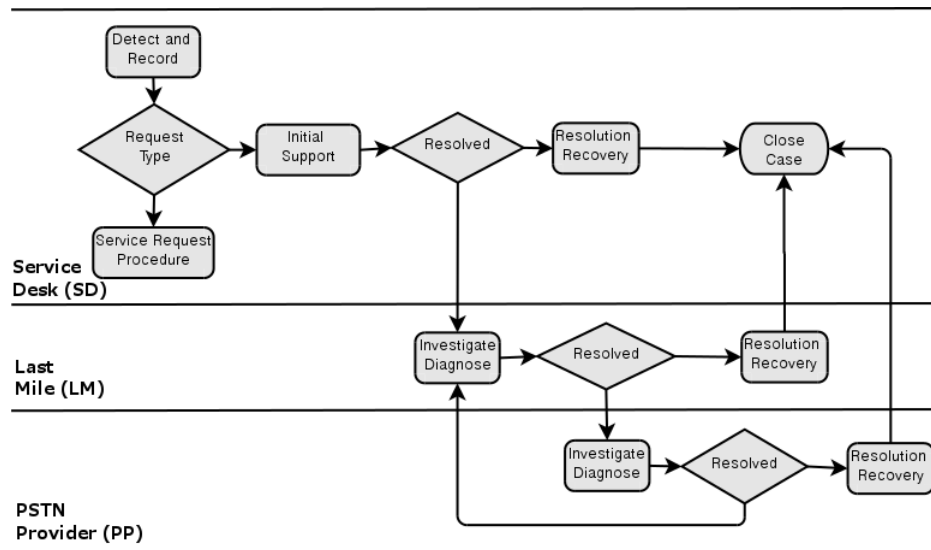 Detect and
Record
Request
Type
Initial
Support
Resolved
Resolution
Recovery
Close
Case
Service Request
Procedure
Service
Desk (SD)
Investigate
Diagnose
Resolved
Resolution
Recovery
Last
Mile (LM)
Investigate
Diagnose
Resolved
Resolution
Recovery
PSTN
Provider (PP)